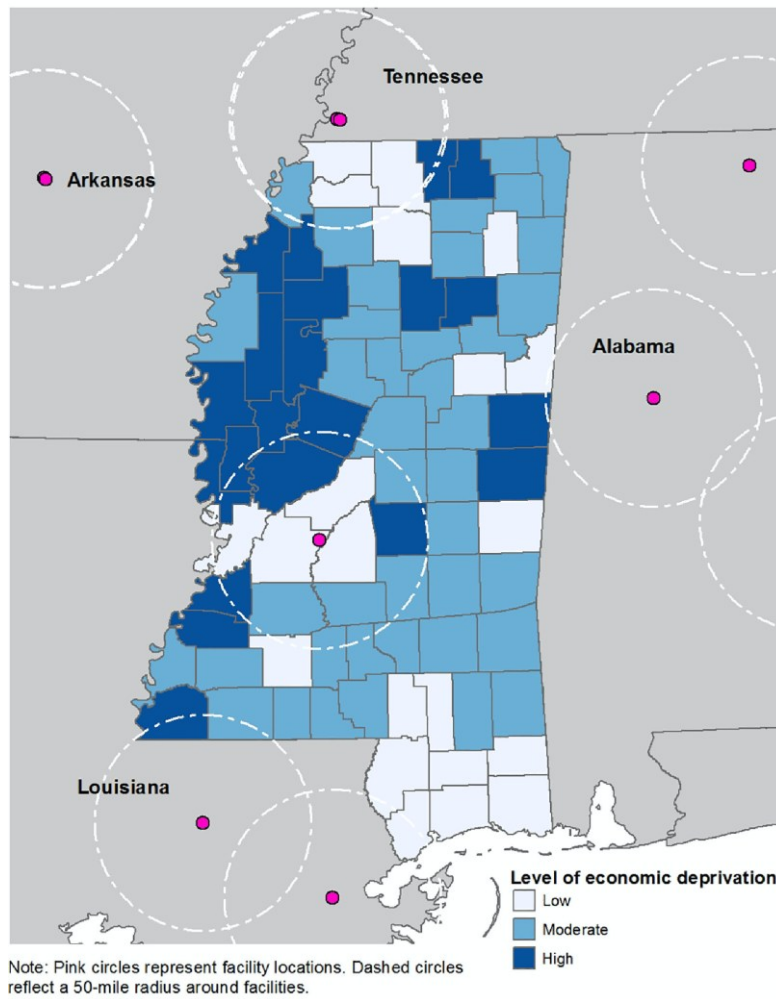 Tennessee
Arkansas
Alabama
Louisiana
Level of economic deprivation
Low
Moderate
High
Note: Pink circles represent facility locations. Dashed circles
reflect a 50-mile radius around facilities.